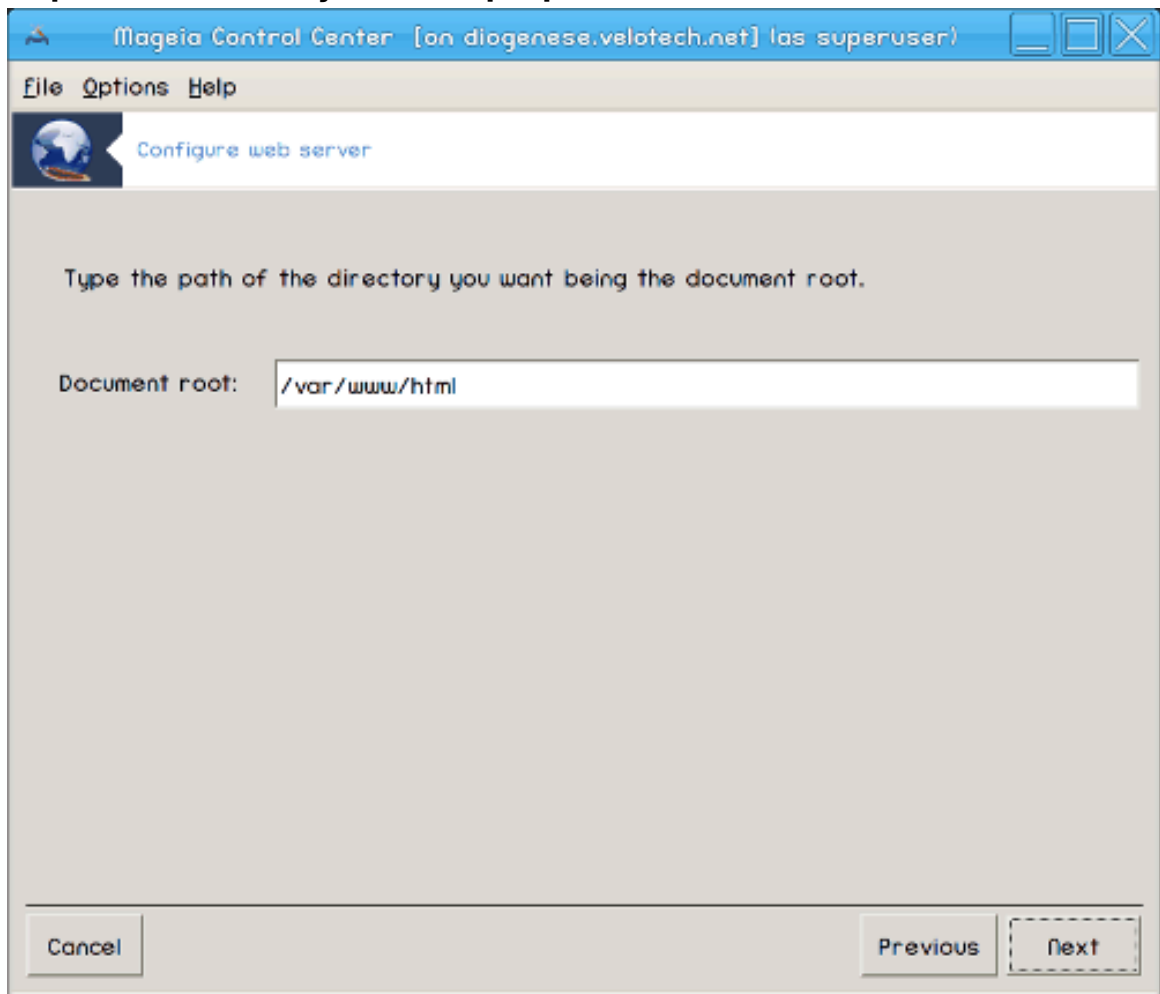 Mageia Control Center [on diogenese.velotech.net] (as superuser)
File Options Help
Configure web server
Type the path of the directory you want being the document root.
Document root: /var/www/html
Cancel Previous Next